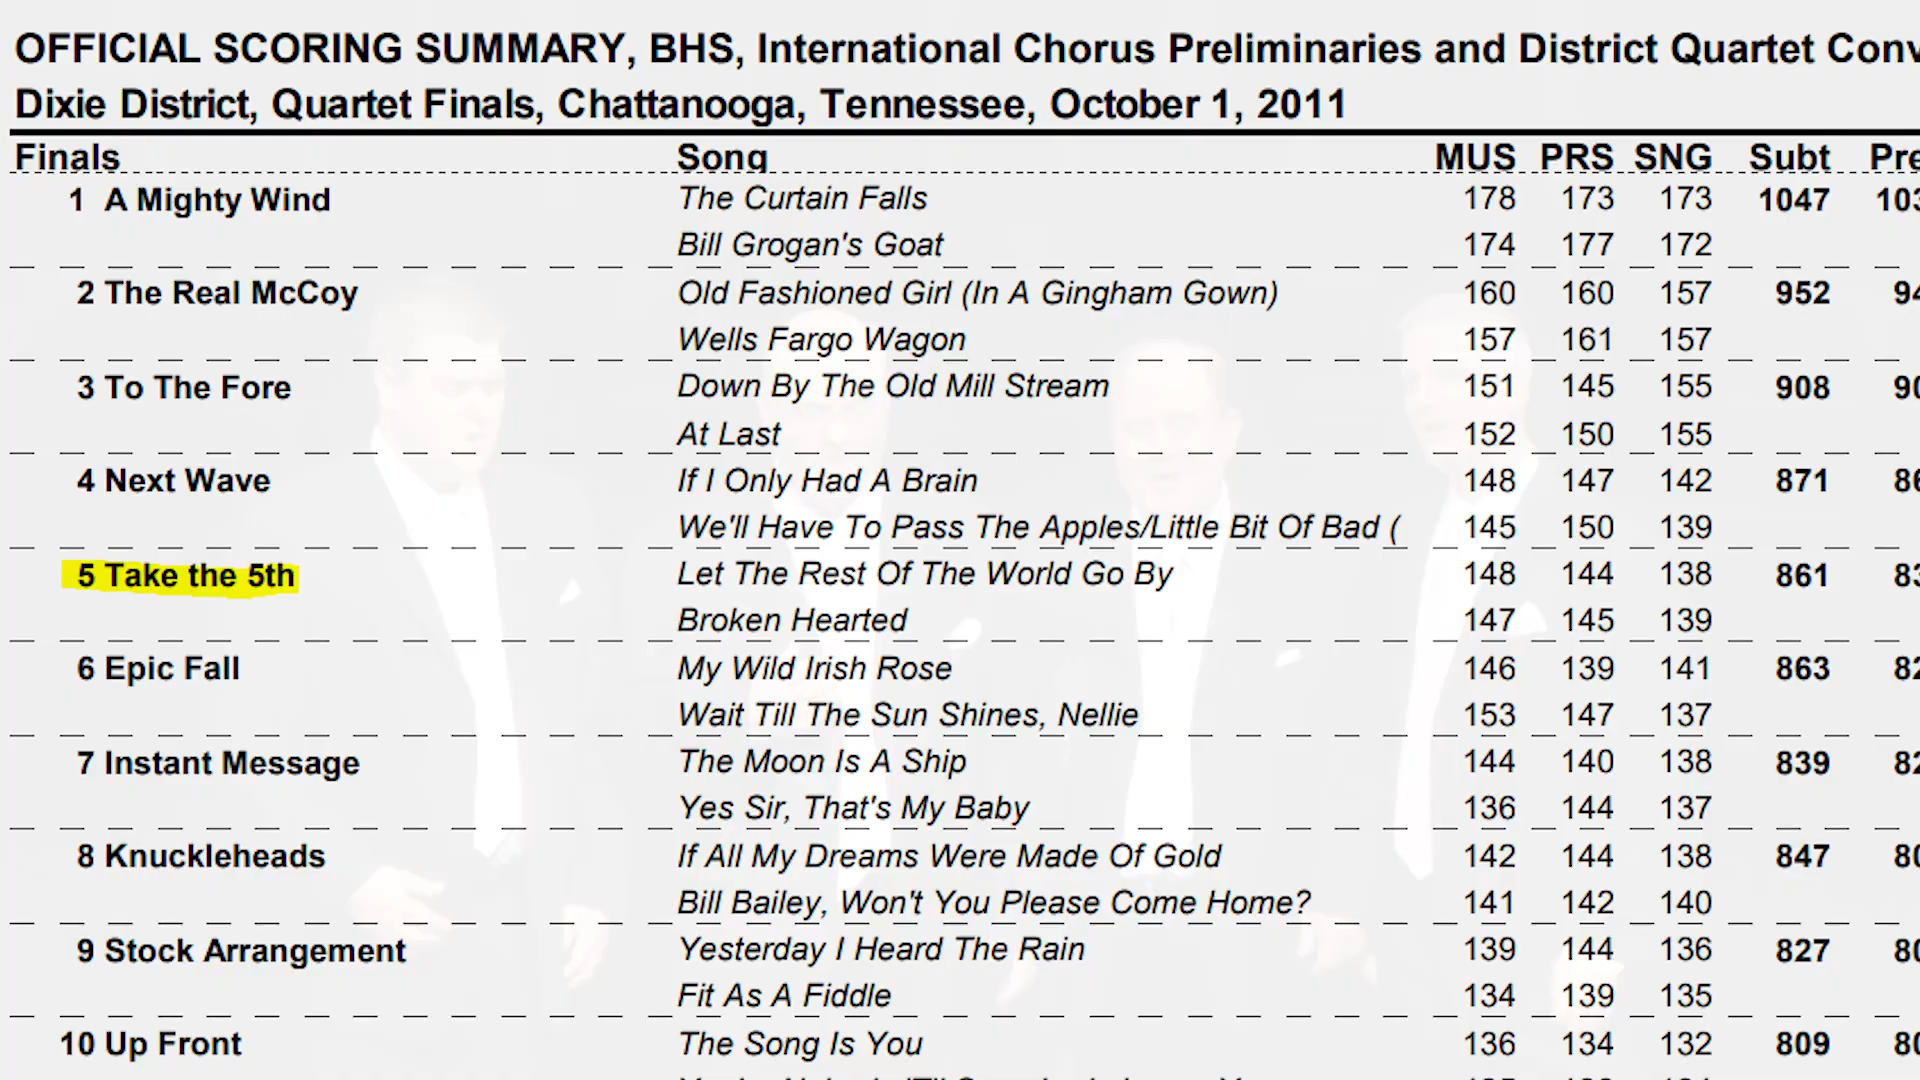 OFFICIAL SCORING SUMMARY, BHS, International Chorus Preliminaries and District Quartet Conv
Dixie District, Quartet Finals, Chattanooga, Tennessee, October 1, 2011
Finals Song MUS PRS SNG Subt Pre
1 A Mighty Wind The Curtain Falls 178 173 173 1047 103
Bill Grogan's Goat 174 177 172
2 The Real McCoy Old Fashioned Girl (In A Gingham Gown) 160 160 157 952 94
Wells Fargo Wagon 157 161 157
3 To The Fore Down By The Old Mill Stream 151 145 155 908 90
At Last 152 150 155
4 Next Wave If I Only Had A Brain 148 147 142 871 86
We'll Have To Pass The Apples/Little Bit Of Bad ( 145 150 139
5 Take the 5th Let The Rest Of The World Go By 148 144 138 861 83
Broken Hearted 147 145 139
6 Epic Fall My Wild Irish Rose 146 139 141 863 82
Wait Till The Sun Shines, Nellie 153 147 137
7 Instant Message The Moon Is A Ship 144 140 138 839 82
Yes Sir, That's My Baby 136 144 137
8 Knuckleheads If All My Dreams Were Made Of Gold 142 144 138 847 80
Bill Bailey, Won't You Please Come Home? 141 142 140
9 Stock Arrangement Yesterday I Heard The Rain 139 144 136 827 80
Fit As A Fiddle 134 139 135
10 Up Front The Song Is You 136 134 132 809 80